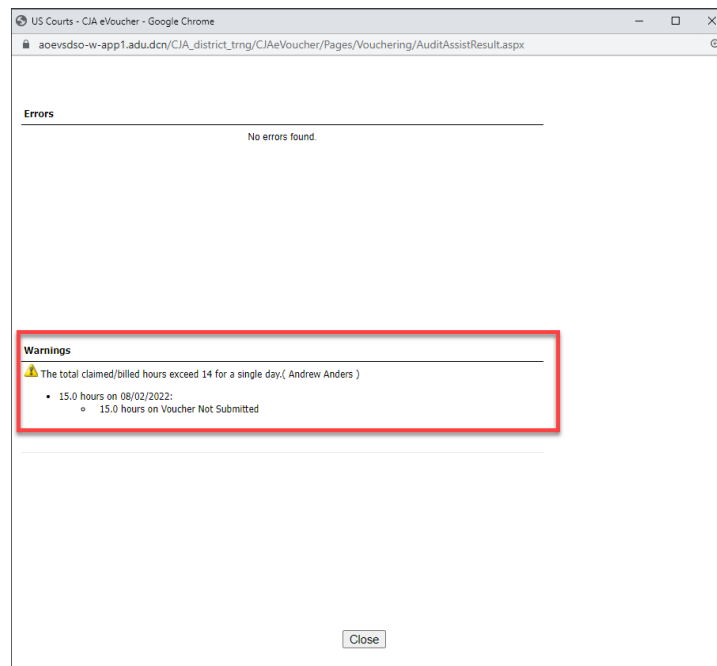 US Courts - CJA eVoucher - Google Chrome
aoevsdso-w-app1.adu.dcn/CJA_district_trng/CJAeVoucher/Pages/Vouchering/AuditAssistResult.aspx
Errors
No errors found.
Warnings
The total claimed/billed hours exceed 14 for a single day.( Andrew Anders )
• 15.0 hours on 08/02/2022:
o 15.0 hours on Voucher Not Submitted
Close